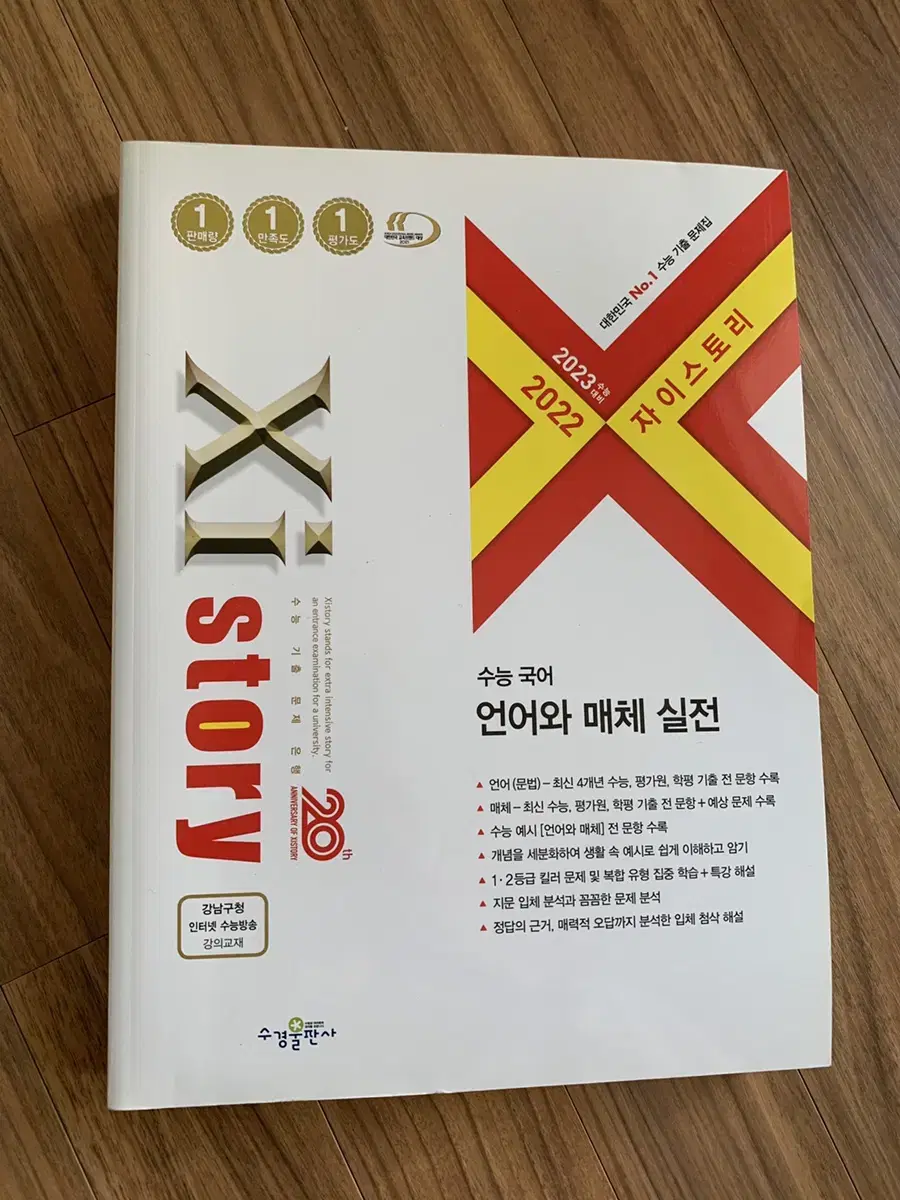 1
판매량
1
만족도
1
평가도
2021
대한민국 No.1 수능 기출 문제집
2023 수능 대비
2022
자이스토리
Xi
story
Xistory stands for extra intensive story for
an entrance examination for a university.
수능 기출 문제 은행
20th
ANNIVERSARY OF XISTORY
강남구청
인터넷 수능방송
강의교재
수경출판사
수능 국어
언어와 매체 실전
▲ 언어 (문법) – 최신 4개년 수능, 평가원, 학평 기출 전 문항 수록
▲ 매체 – 최신 수능, 평가원, 학평 기출 전 문항 + 예상 문제 수록
▲ 수능 예시 [언어와 매체] 전 문항 수록
▲ 개념을 세분화하여 생활 속 예시로 쉽게 이해하고 암기
▲ 1·2등급 킬러 문제 및 복합 유형 집중 학습 + 특강 해설
▲ 지문 입체 분석과 꼼꼼한 문제 분석
▲ 정답의 근거, 매력적 오답까지 분석한 입체 첨삭 해설